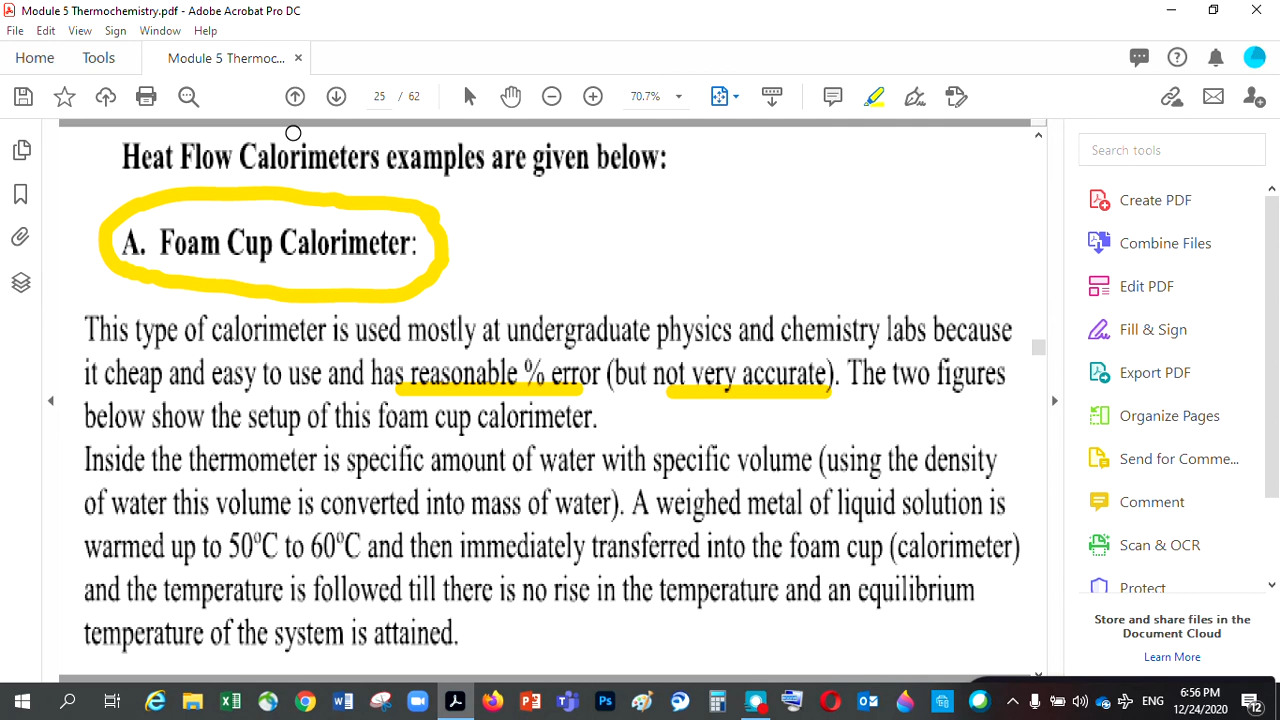 Module 5 Thermochemistry.pdf - Adobe Acrobat Pro DC
File Edit View Sign Window Help
Home Tools Module 5 Thermoc... ×
25 / 62 70.7%
Heat Flow Calorimeters examples are given below:
A. Foam Cup Calorimeter:
This type of calorimeter is used mostly at undergraduate physics and chemistry labs because
it cheap and easy to use and has reasonable % error (but not very accurate). The two figures
below show the setup of this foam cup calorimeter.
Inside the thermometer is specific amount of water with specific volume (using the density
of water this volume is converted into mass of water). A weighed metal of liquid solution is
warmed up to 50ºC to 60ºC and then immediately transferred into the foam cup (calorimeter)
and the temperature is followed till there is no rise in the temperature and an equilibrium
temperature of the system is attained.
Search tools
Create PDF
Combine Files
Edit PDF
Fill & Sign
Export PDF
Organize Pages
Send for Comme...
Comment
Scan & OCR
Protect
Store and share files in the
Document Cloud
Learn More
ENG
6:56 PM
12/24/2020
12